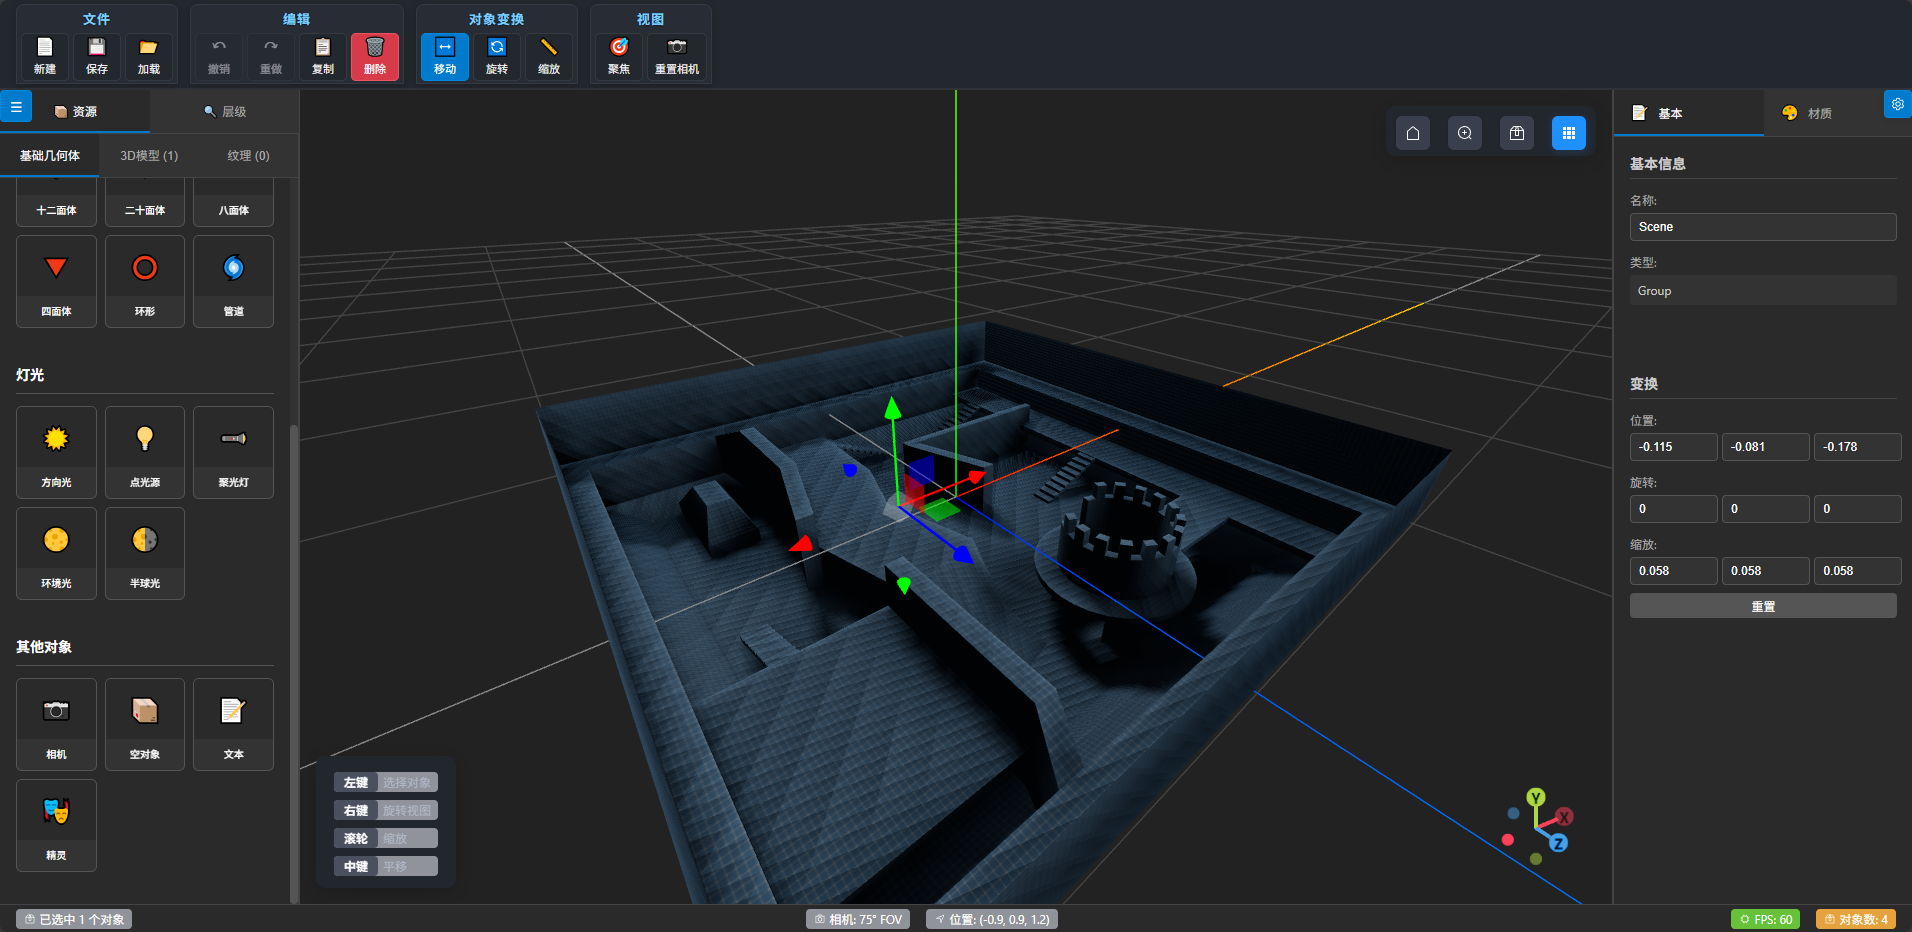 文件
编辑
对象变换
视图
新建
保存
加载
撤销
重做
复制
删除
移动
旋转
缩放
聚焦
重置相机
资源
层级
基础几何体
3D模型 (1)
纹理 (0)
十二面体
二十面体
八面体
四面体
环形
管道
灯光
方向光
点光源
聚光灯
环境光
半球光
其他对象
相机
空对象
文本
精灵
左键 选择对象
右键 旋转视图
滚轮 缩放
中键 平移
Y
X
Z
基本
材质
基本信息
名称:
Scene
类型:
Group
变换
位置:
-0.115
-0.081
-0.178
旋转:
0
0
0
缩放:
0.058
0.058
0.058
重置
已选中 1 个对象
相机: 75° FOV
位置: (-0.9, 0.9, 1.2)
FPS: 60
对象数: 4